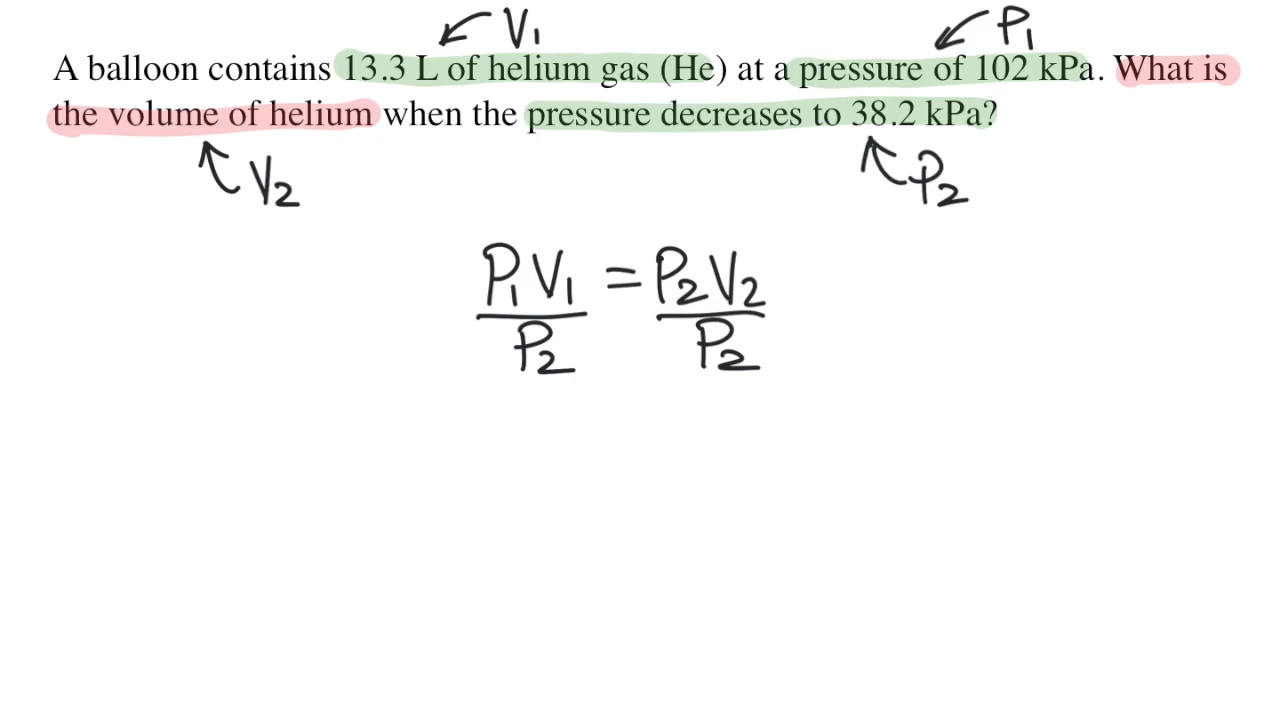 V₁ P₁
A balloon contains 13.3 L of helium gas (He) at a pressure of 102 kPa. What is
the volume of helium when the pressure decreases to 38.2 kPa?
V₂ P₂
P₁V₁ = P₂V₂
P₂ P₂